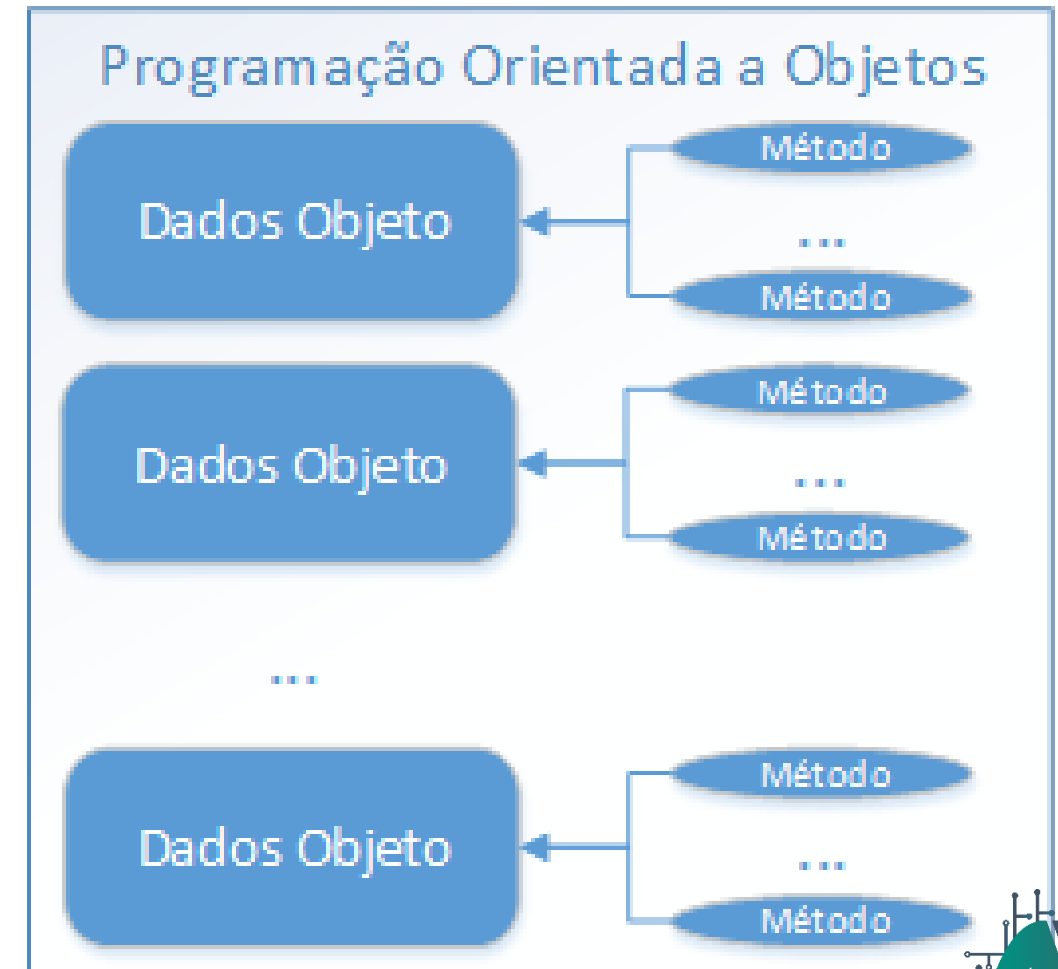 Programação Orientada a Objetos
Método
Dados Objeto
...
Método
Método
Dados Objeto
...
Método
...
Método
Dados Objeto
...
Método